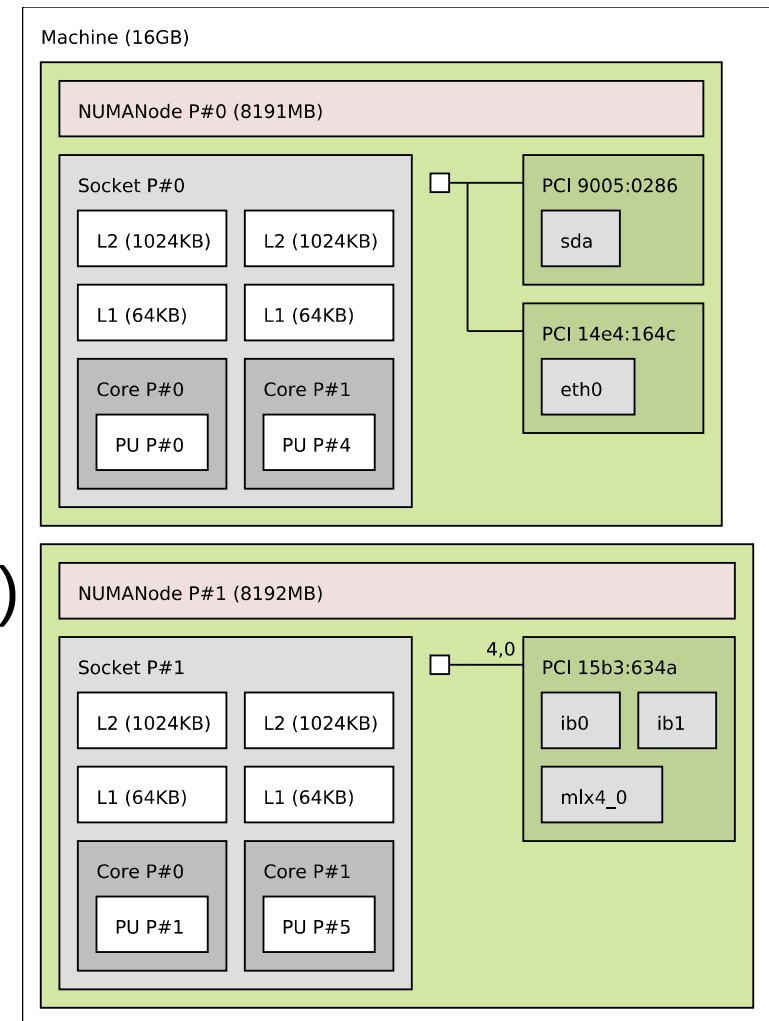 Machine (16GB)
NUMANode P#0 (8191MB)
Socket P#0
PCI 9005:0286
L2 (1024KB)
L2 (1024KB)
sda
L1 (64KB)
L1 (64KB)
PCI 14e4:164c
Core P#0
Core P#1
eth0
PU P#0
PU P#4
)
NUMANode P#1 (8192MB)
4,0
Socket P#1
PCI 15b3:634a
L2 (1024KB)
L2 (1024KB)
ib0
ib1
L1 (64KB)
L1 (64KB)
mlx4_0
Core P#0
Core P#1
PU P#1
PU P#5